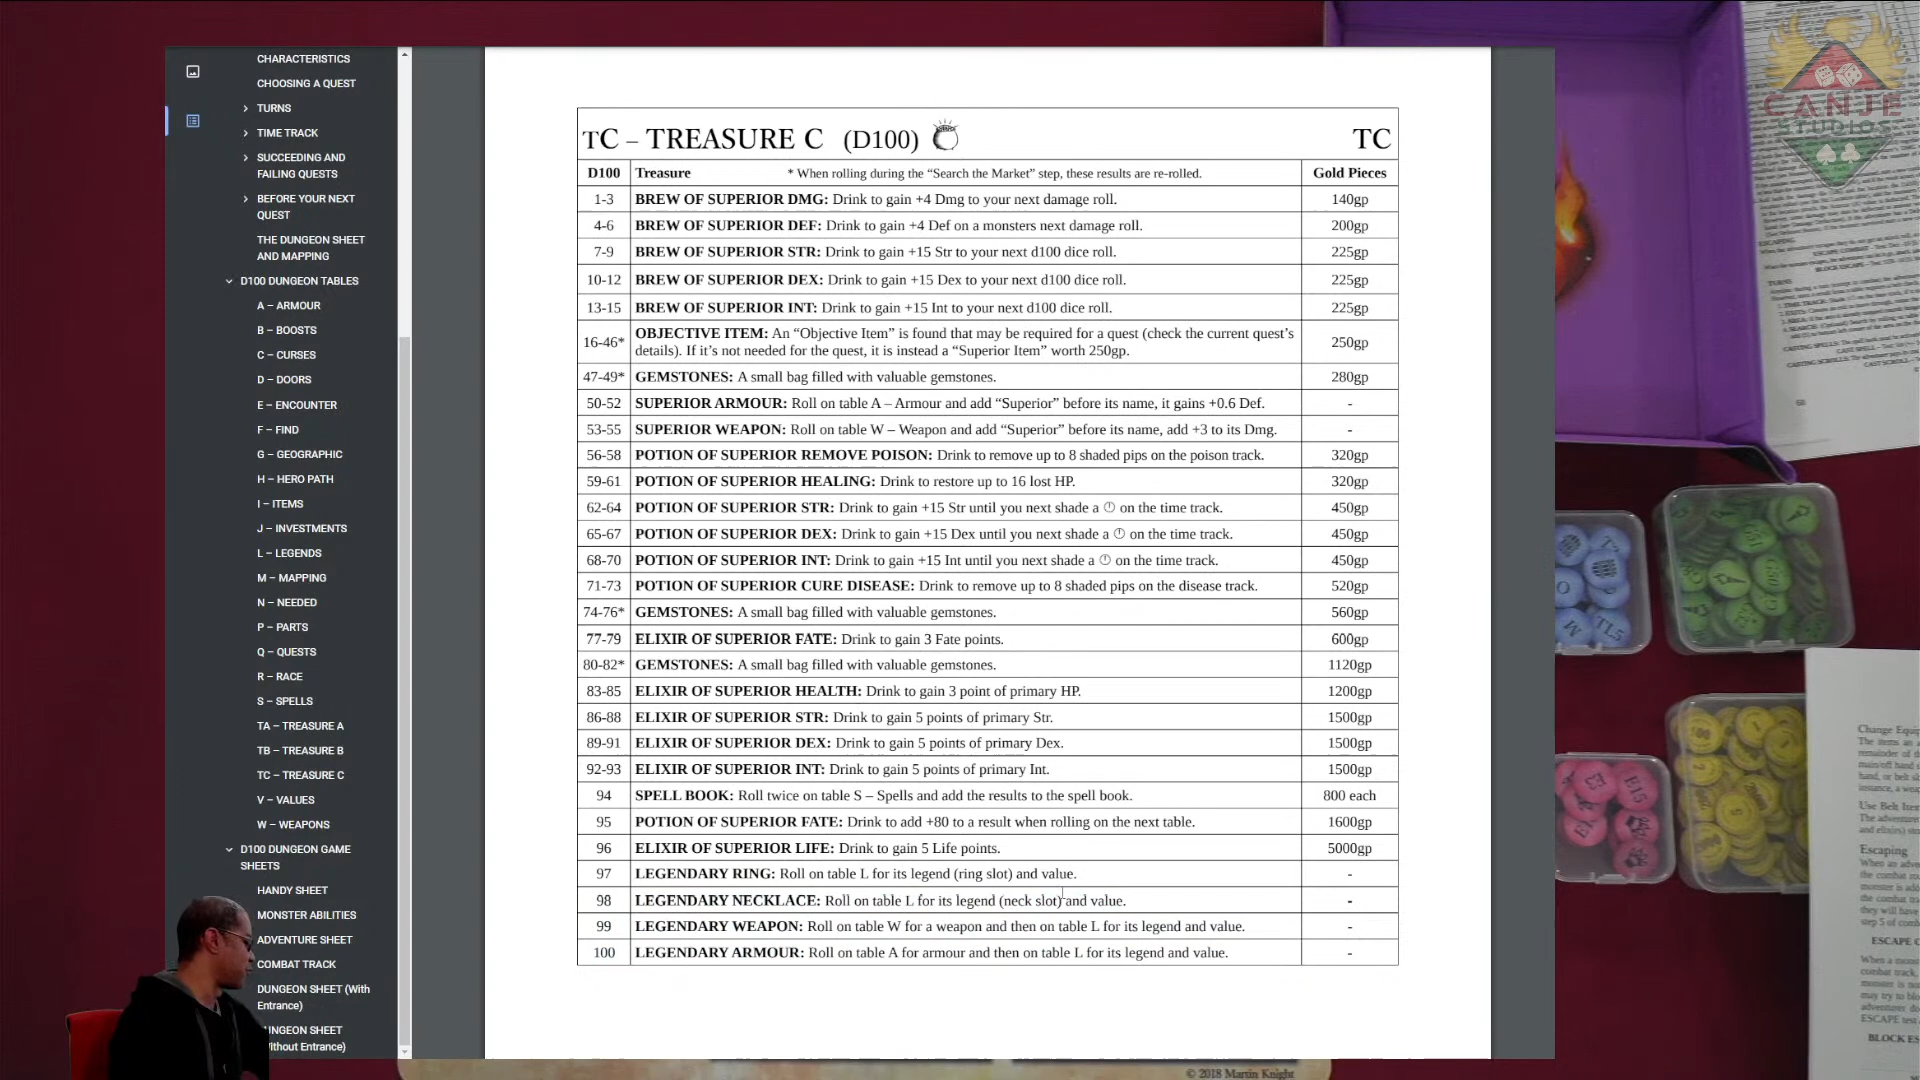 CHARACTERISTICS
CHOOSING A QUEST
TURNS
TIME TRACK
SUCCEEDING AND
FAILING QUESTS
BEFORE YOUR NEXT
QUEST
THE DUNGEON SHEET
AND MAPPING
D100 DUNGEON TABLES
A – ARMOUR
B – BOOSTS
C – CURSES
D – DOORS
E – ENCOUNTER
F – FIND
G – GEOGRAPHIC
H – HERO PATH
I – ITEMS
J – INVESTMENTS
L – LEGENDS
M – MAPPING
N – NEEDED
P – PARTS
Q – QUESTS
R – RACE
S – SPELLS
TA – TREASURE A
TB – TREASURE B
TC – TREASURE C
V – VALUES
W – WEAPONS
D100 DUNGEON GAME
SHEETS
HANDY SHEET
MONSTER ABILITIES
ADVENTURE SHEET
COMBAT TRACK
DUNGEON SHEET (With
Entrance)
SHEET
Entrance)
TC – TREASURE C (D100) TC
D100 Treasure * When rolling during the “Search the Market” step, these results are re-rolled. Gold Pieces
1-3 BREW OF SUPERIOR DMG: Drink to gain +4 Dmg to your next damage roll. 140gp
4-6 BREW OF SUPERIOR DEF: Drink to gain +4 Def on a monsters next damage roll. 200gp
7-9 BREW OF SUPERIOR STR: Drink to gain +15 Str to your next d100 dice roll. 225gp
10-12 BREW OF SUPERIOR DEX: Drink to gain +15 Dex to your next d100 dice roll. 225gp
13-15 BREW OF SUPERIOR INT: Drink to gain +15 Int to your next d100 dice roll. 225gp
16-46* OBJECTIVE ITEM: An “Objective Item” is found that may be required for a quest (check the current quest’s
details). If it’s not needed for the quest, it is instead a “Superior Item” worth 250gp. 250gp
47-49* GEMSTONES: A small bag filled with valuable gemstones. 280gp
50-52 SUPERIOR ARMOUR: Roll on table A – Armour and add “Superior” before its name, it gains +0.6 Def. -
53-55 SUPERIOR WEAPON: Roll on table W – Weapon and add “Superior” before its name, add +3 to its Dmg. -
56-58 POTION OF SUPERIOR REMOVE POISON: Drink to remove up to 8 shaded pips on the poison track. 320gp
59-61 POTION OF SUPERIOR HEALING: Drink to restore up to 16 lost HP. 320gp
62-64 POTION OF SUPERIOR STR: Drink to gain +15 Str until you next shade a on the time track. 450gp
65-67 POTION OF SUPERIOR DEX: Drink to gain +15 Dex until you next shade a on the time track. 450gp
68-70 POTION OF SUPERIOR INT: Drink to gain +15 Int until you next shade a on the time track. 450gp
71-73 POTION OF SUPERIOR CURE DISEASE: Drink to remove up to 8 shaded pips on the disease track. 520gp
74-76* GEMSTONES: A small bag filled with valuable gemstones. 560gp
77-79 ELIXIR OF SUPERIOR FATE: Drink to gain 3 Fate points. 600gp
80-82* GEMSTONES: A small bag filled with valuable gemstones. 1120gp
83-85 ELIXIR OF SUPERIOR HEALTH: Drink to gain 3 point of primary HP. 1200gp
86-88 ELIXIR OF SUPERIOR STR: Drink to gain 5 points of primary Str. 1500gp
89-91 ELIXIR OF SUPERIOR DEX: Drink to gain 5 points of primary Dex. 1500gp
92-93 ELIXIR OF SUPERIOR INT: Drink to gain 5 points of primary Int. 1500gp
94 SPELL BOOK: Roll twice on table S – Spells and add the results to the spell book. 800 each
95 POTION OF SUPERIOR FATE: Drink to add +80 to a result when rolling on the next table. 1600gp
96 ELIXIR OF SUPERIOR LIFE: Drink to gain 5 Life points. 5000gp
97 LEGENDARY RING: Roll on table L for its legend (ring slot) and value. -
98 LEGENDARY NECKLACE: Roll on table L for its legend (neck slot) and value. -
99 LEGENDARY WEAPON: Roll on table W for a weapon and then on table L for its legend and value. -
100 LEGENDARY ARMOUR: Roll on table A for armour and then on table L for its legend and value. -
© 2018 Martin Knight
CANJE
STUDIOS
Escaping
BLOCK